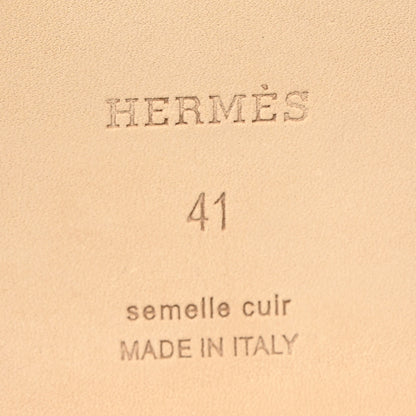 HERMÈS
41
semelle cuir
MADE IN ITALY